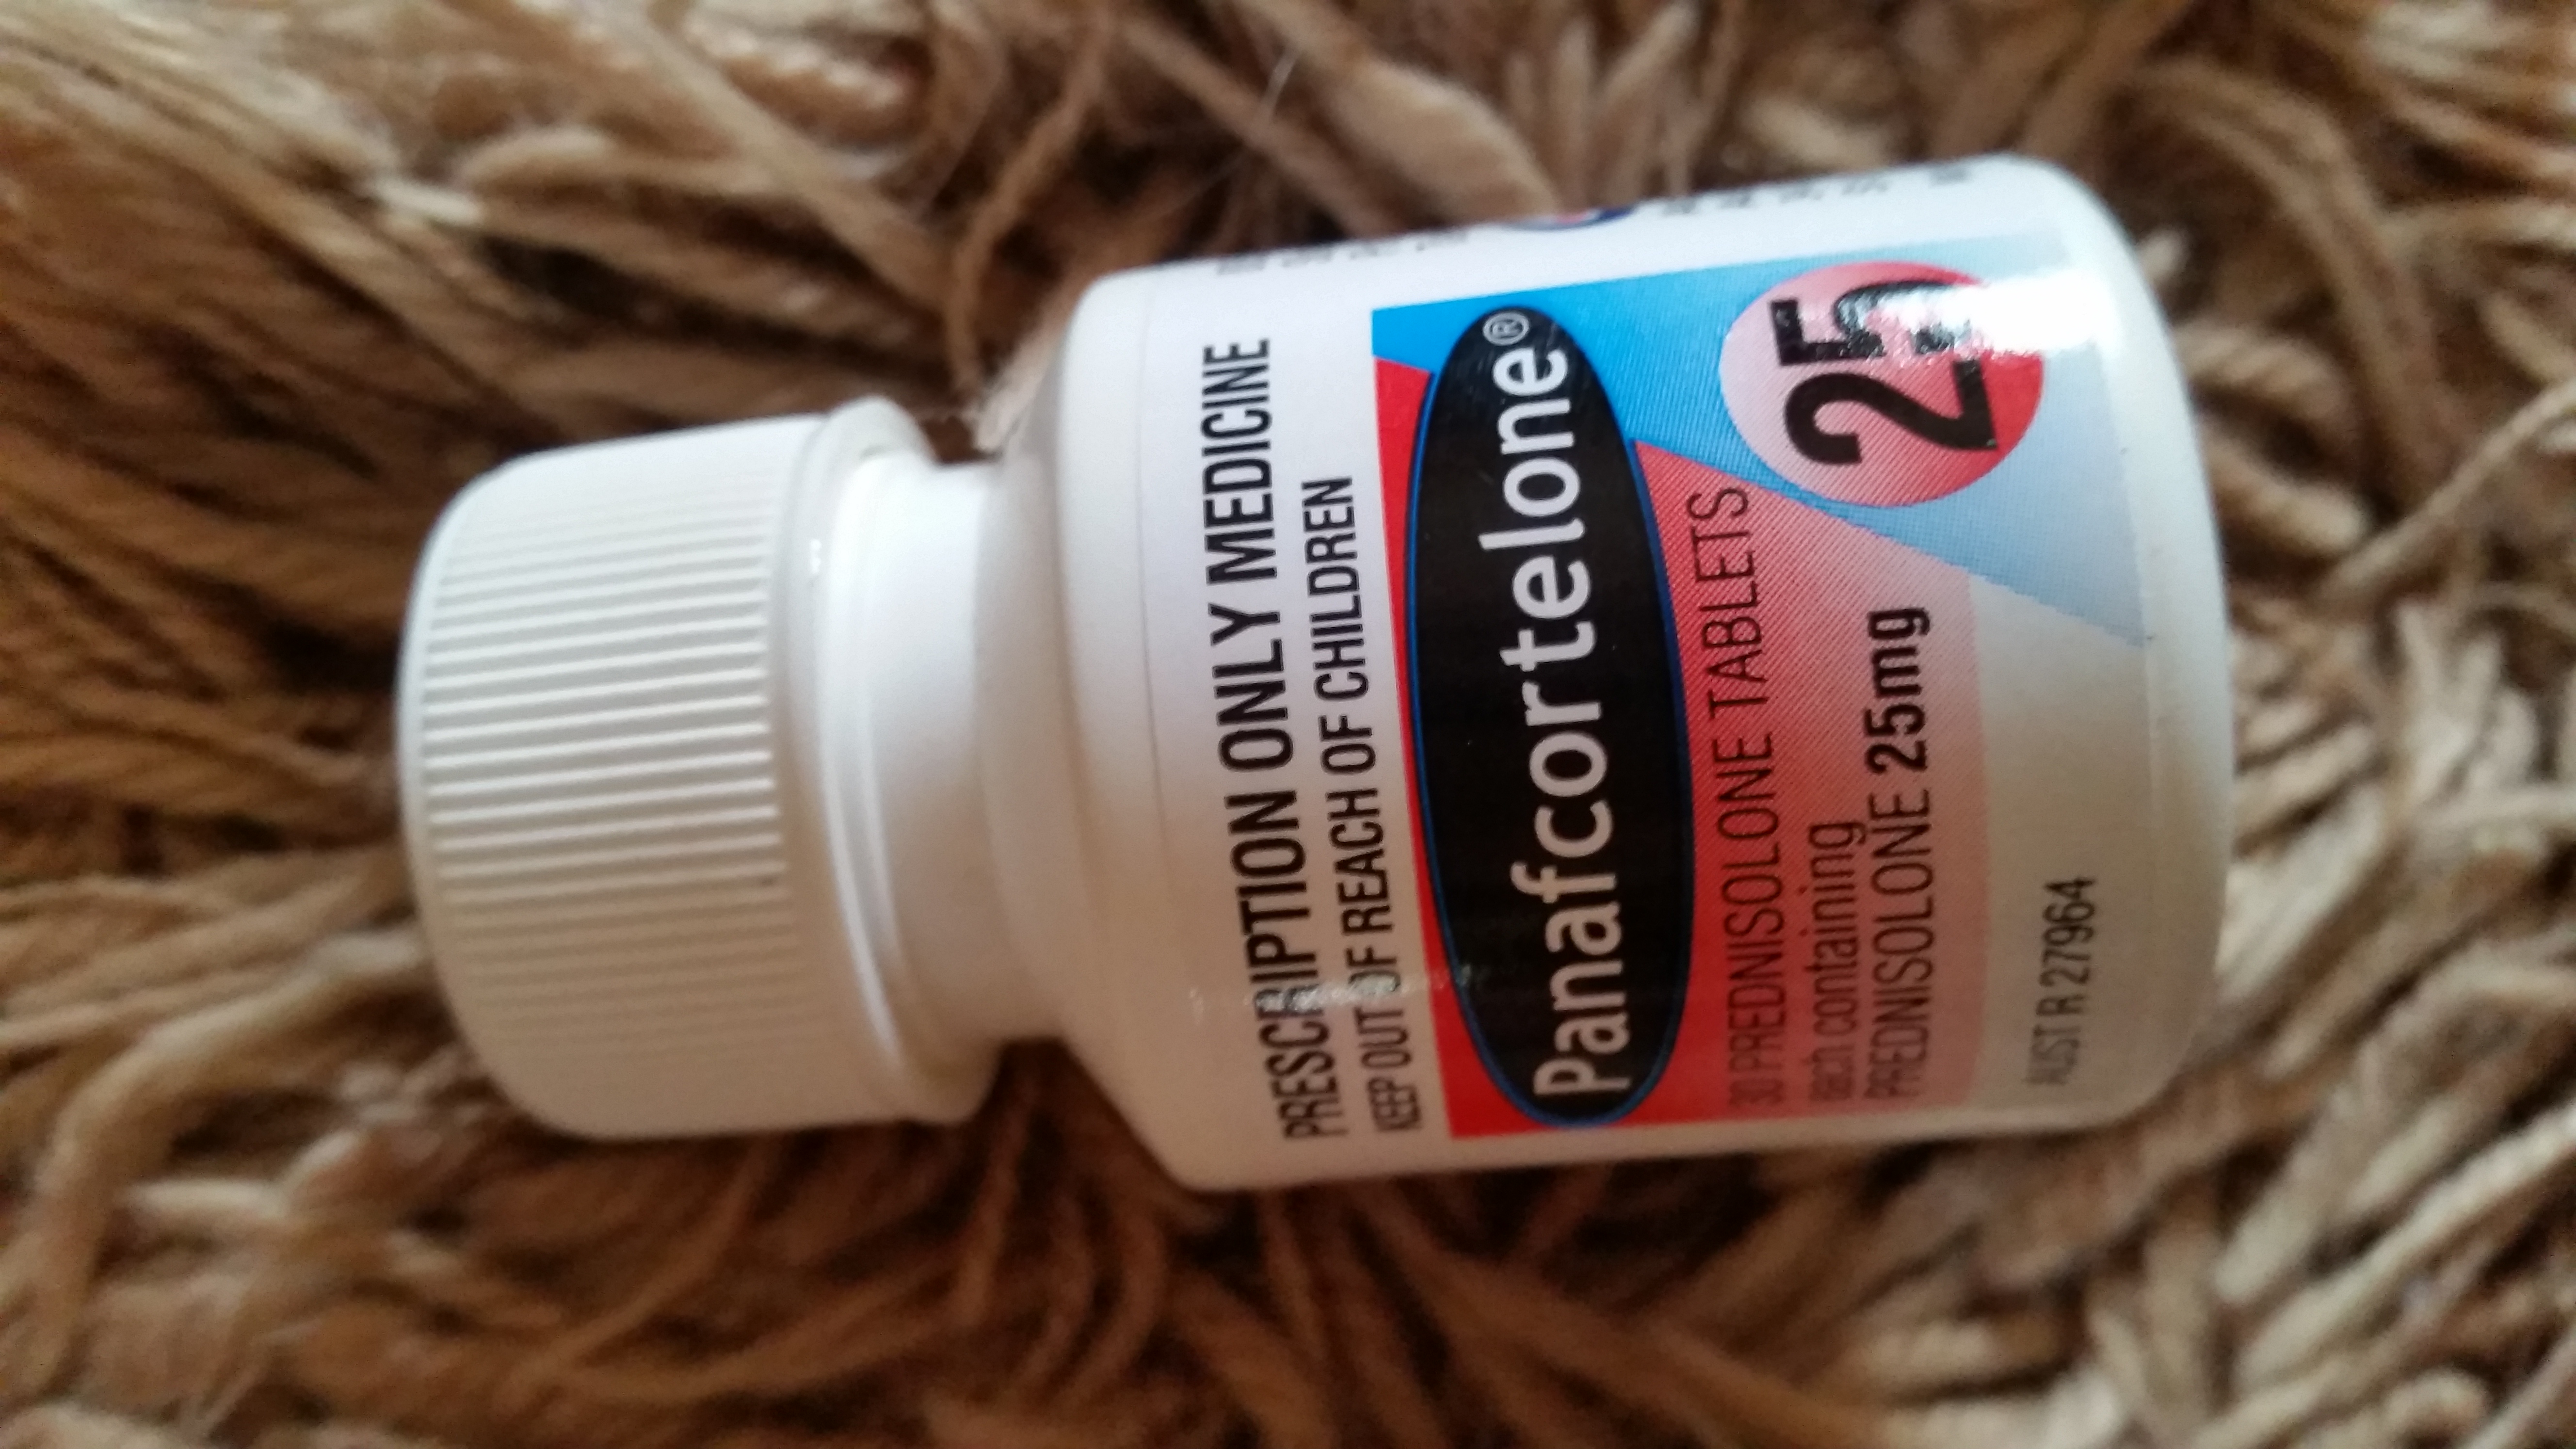 PRESCRIPTION ONLY MEDICINE
KEEP OUT OF REACH OF CHILDREN
Panafcortelone®
30 PREDNISOLONE TABLETS
each containing
PREDNISOLONE 25mg
25
AUST R 27964